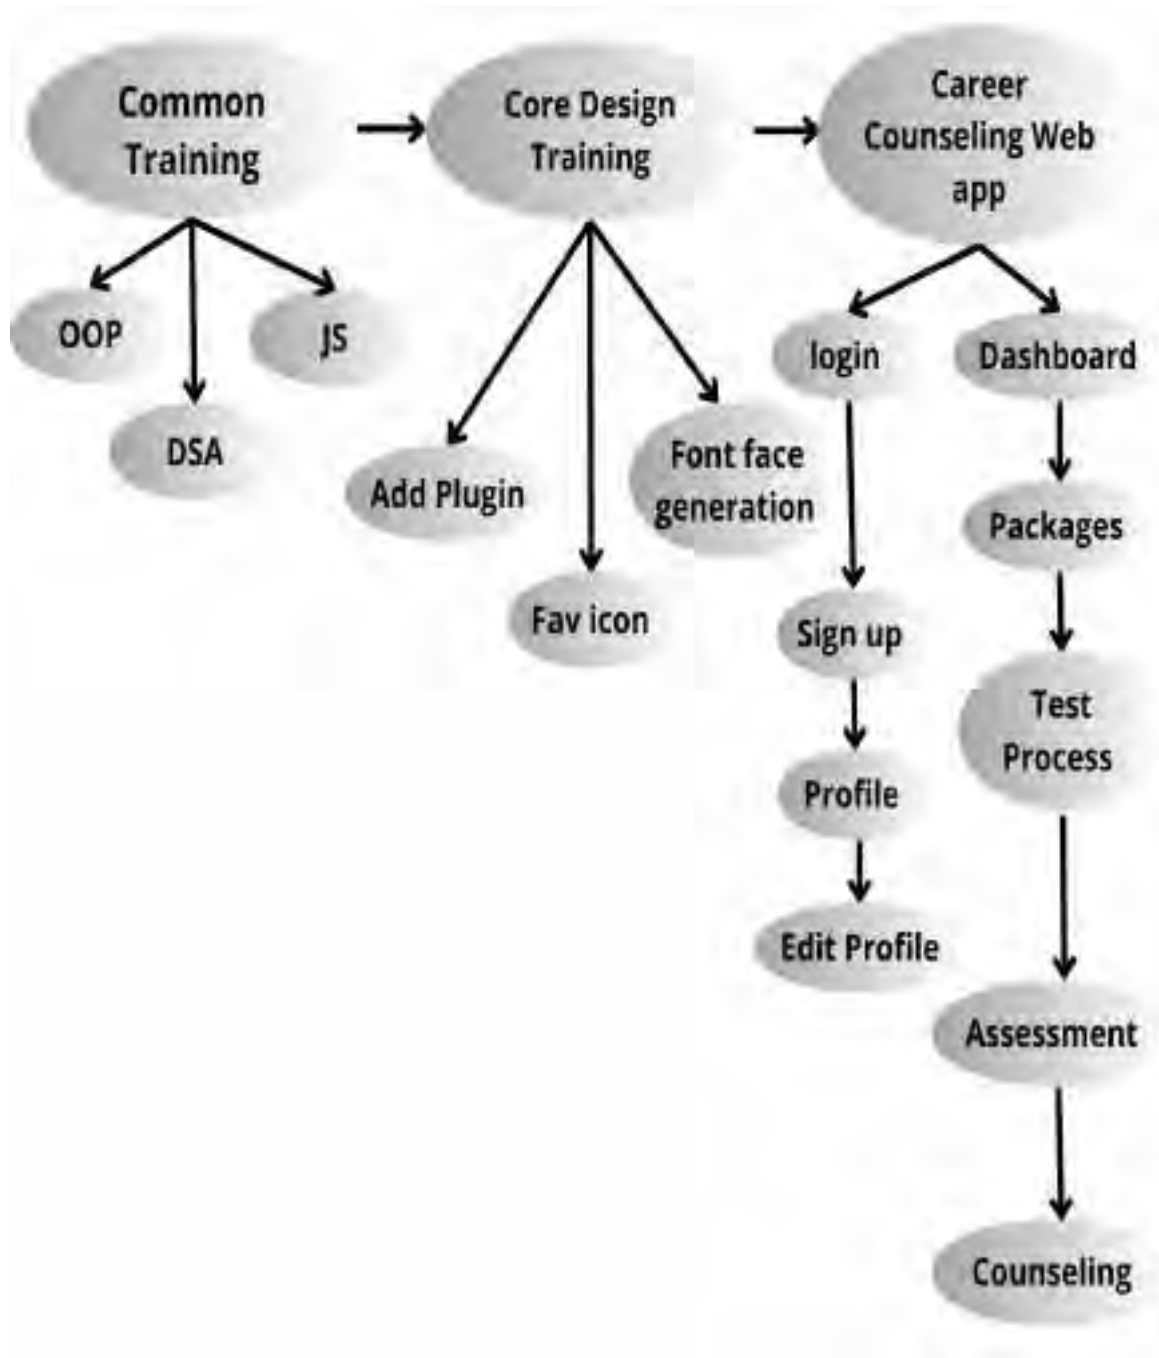 Common
Training
Core Design
Training
Career
Counseling Web
app
OOP
JS
DSA
Add Plugin
Font face
generation
Fav icon
login
Dashboard
Packages
Sign up
Test
Process
Profile
Edit Profile
Assessment
Counseling